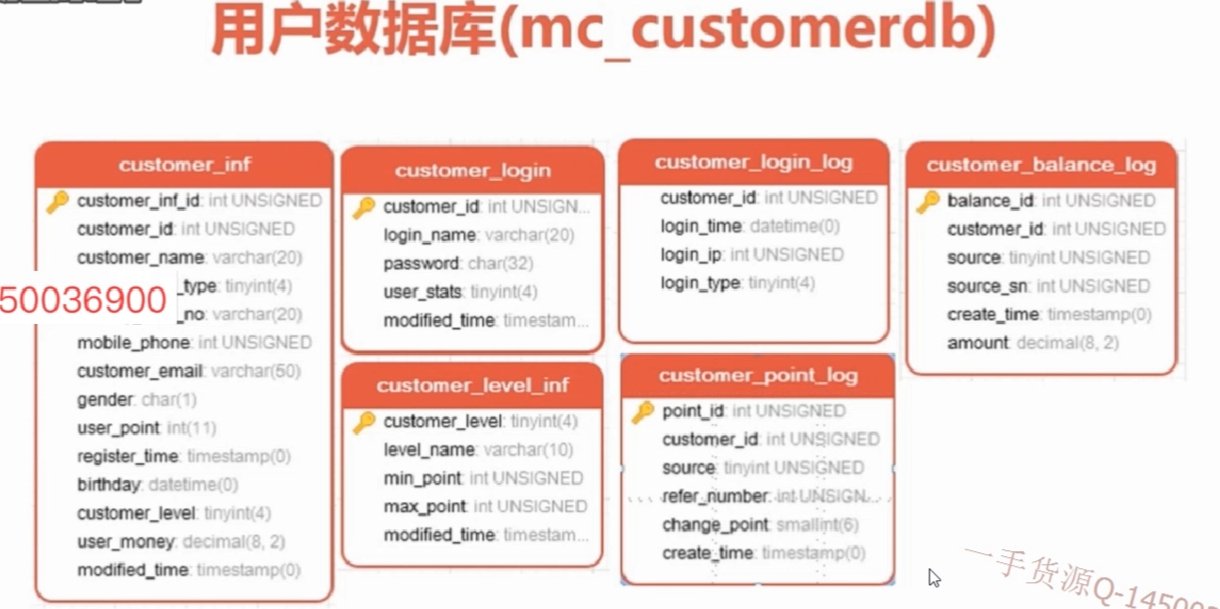 用户数据库(mc_customerdb)
customer_inf
customer_inf_id: int UNSIGNED
customer_id: int UNSIGNED
customer_name: varchar(20)
_type: tinyint(4)
50036900
_no: varchar(20)
mobile_phone: int UNSIGNED
customer_email: varchar(50)
gender: char(1)
user_point: int(11)
register_time: timestamp(0)
birthday: datetime(0)
customer_level: tinyint(4)
user_money: decimal(8, 2)
modified_time: timestamp(0)
customer_login
customer_id: int UNSIGN...
login_name: varchar(20)
password: char(32)
user_stats: tinyint(4)
modified_time: timestam...
customer_level_inf
customer_level: tinyint(4)
level_name: varchar(10)
min_point: int UNSIGNED
max_point: int UNSIGNED
modified_time: timestam...
customer_login_log
customer_id: int UNSIGNED
login_time: datetime(0)
login_ip: int UNSIGNED
login_type: tinyint(4)
customer_point_log
point_id: int UNSIGNED
customer_id: int UNSIGNED
source: tinyint UNSIGNED
refer_number: int UNSIGN...
change_point: smallint(6)
create_time: timestamp(0)
customer_balance_log
balance_id: int UNSIGNED
customer_id: int UNSIGNED
source: tinyint UNSIGNED
source_sn: int UNSIGNED
create_time: timestamp(0)
amount: decimal(8, 2)
一手货源Q-14500